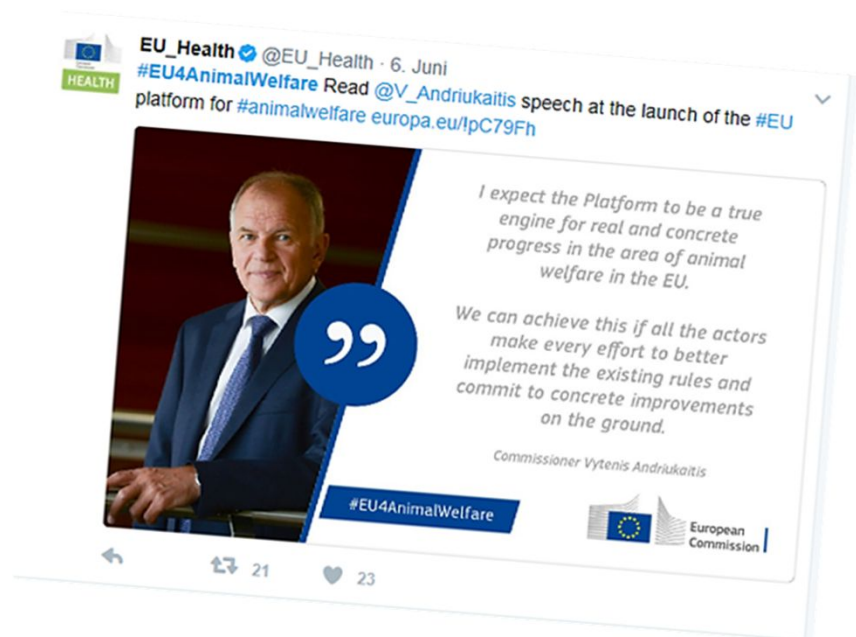 EU_Health @EU_Health · 6. Juni
HEALTH
#EU4AnimalWelfare Read @V_Andriukaitis speech at the launch of the #EU
platform for #animalwelfare europa.eu/!pC79Fh
I expect the Platform to be a true
engine for real and concrete
progress in the area of animal
welfare in the EU.
We can achieve this if all the actors
make every effort to better
implement the existing rules and
commit to concrete improvements
on the ground.
Commissioner Vytenis Andriukaitis
”
#EU4AnimalWelfare
European
Commission
21 23